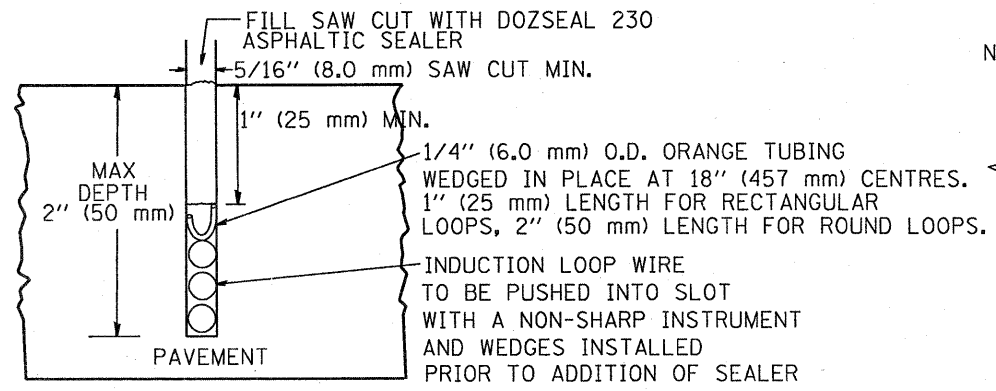 FILL SAW CUT WITH DOZSEAL 230
ASPHALTIC SEALER
5/16" (8.0 mm) SAW CUT MIN.
N
1" (25 mm) MIN.
MAX
DEPTH
2" (50 mm)
1/4" (6.0 mm) O.D. ORANGE TUBING
WEDGED IN PLACE AT 18" (457 mm) CENTRES.
1" (25 mm) LENGTH FOR RECTANGULAR
LOOPS, 2" (50 mm) LENGTH FOR ROUND LOOPS.
INDUCTION LOOP WIRE
TO BE PUSHED INTO SLOT
WITH A NON-SHARP INSTRUMENT
AND WEDGES INSTALLED
PRIOR TO ADDITION OF SEALER
PAVEMENT